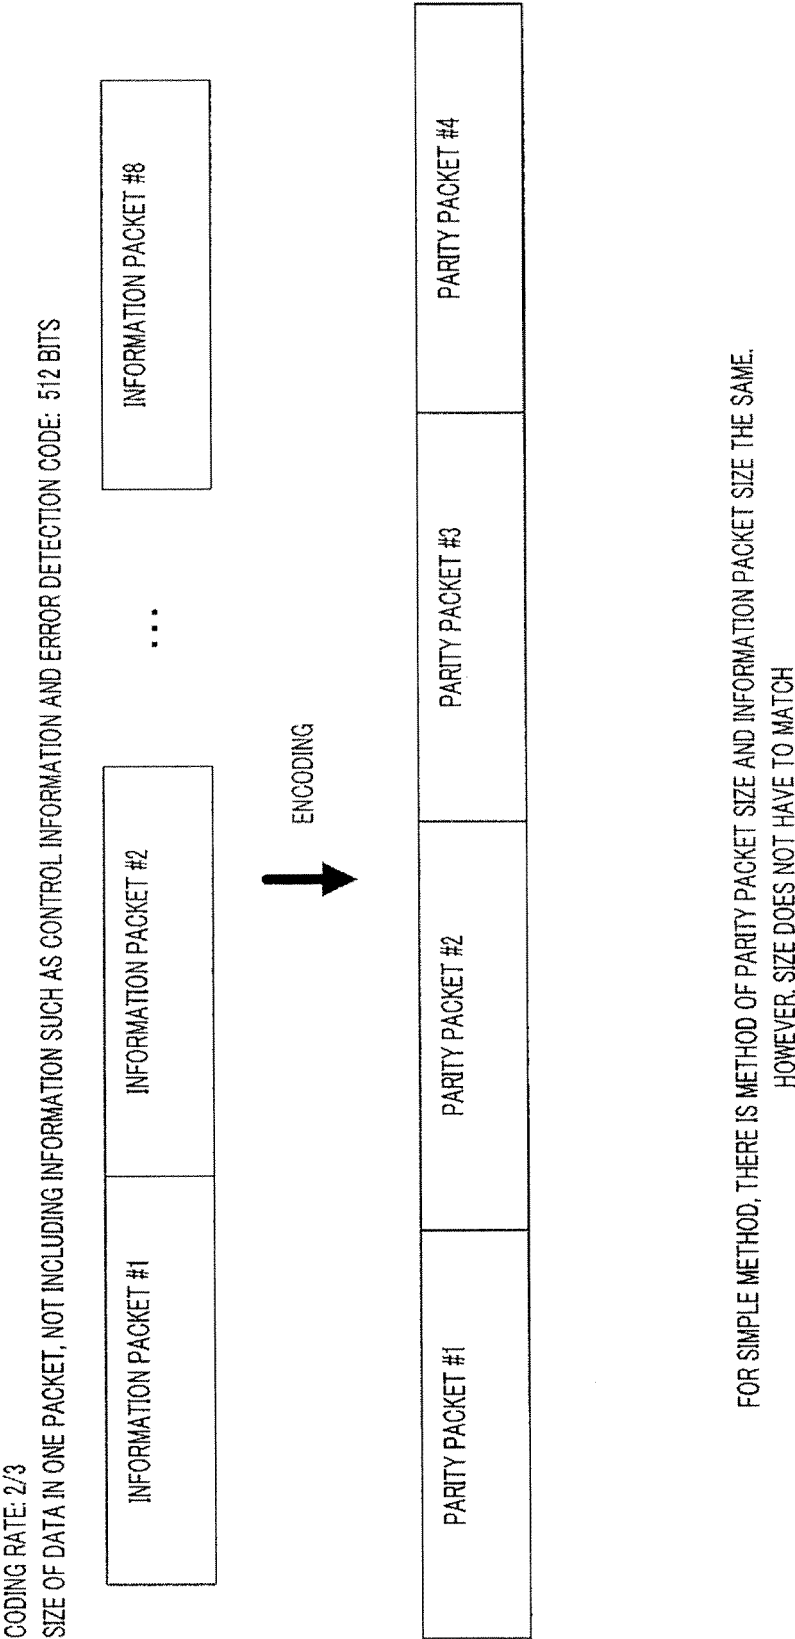 CODING RATE: 2/3
SIZE OF DATA IN ONE PACKET, NOT INCLUDING INFORMATION SUCH AS CONTROL INFORMATION AND ERROR DETECTION CODE: 512 BITS
INFORMATION PACKET #1
INFORMATION PACKET #2
...
INFORMATION PACKET #8
ENCODING
PARITY PACKET #1
PARITY PACKET #2
PARITY PACKET #3
PARITY PACKET #4
FOR SIMPLE METHOD, THERE IS METHOD OF PARITY PACKET SIZE AND INFORMATION PACKET SIZE THE SAME.
HOWEVER, SIZE DOES NOT HAVE TO MATCH